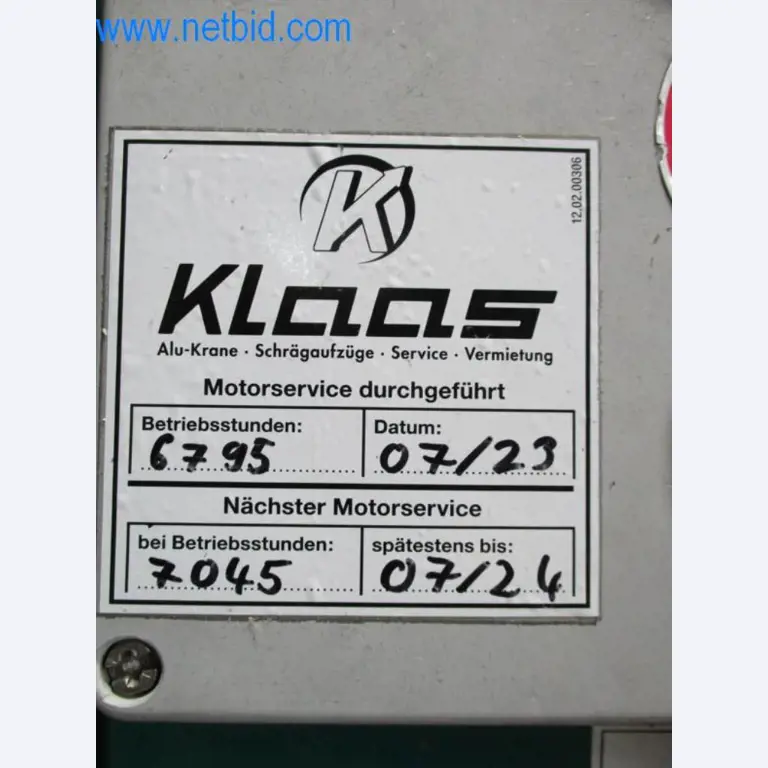 www.netbid.com
12.02.00306
K
Klaas
Alu-Krane · Schrägaufzüge · Service · Vermietung
Motorservice durchgeführt
Betriebsstunden: Datum:
6795 07/23
Nächster Motorservice
bei Betriebsstunden: spätestens bis:
7045 07/24